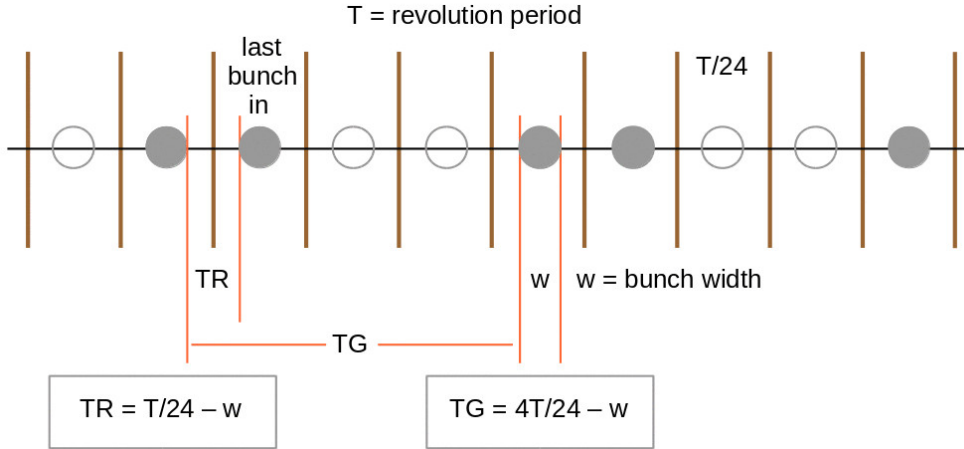 T = revolution period
last
bunch
in
T/24
TR
w
w = bunch width
TG
TR = T/24 – w
TG = 4T/24 – w